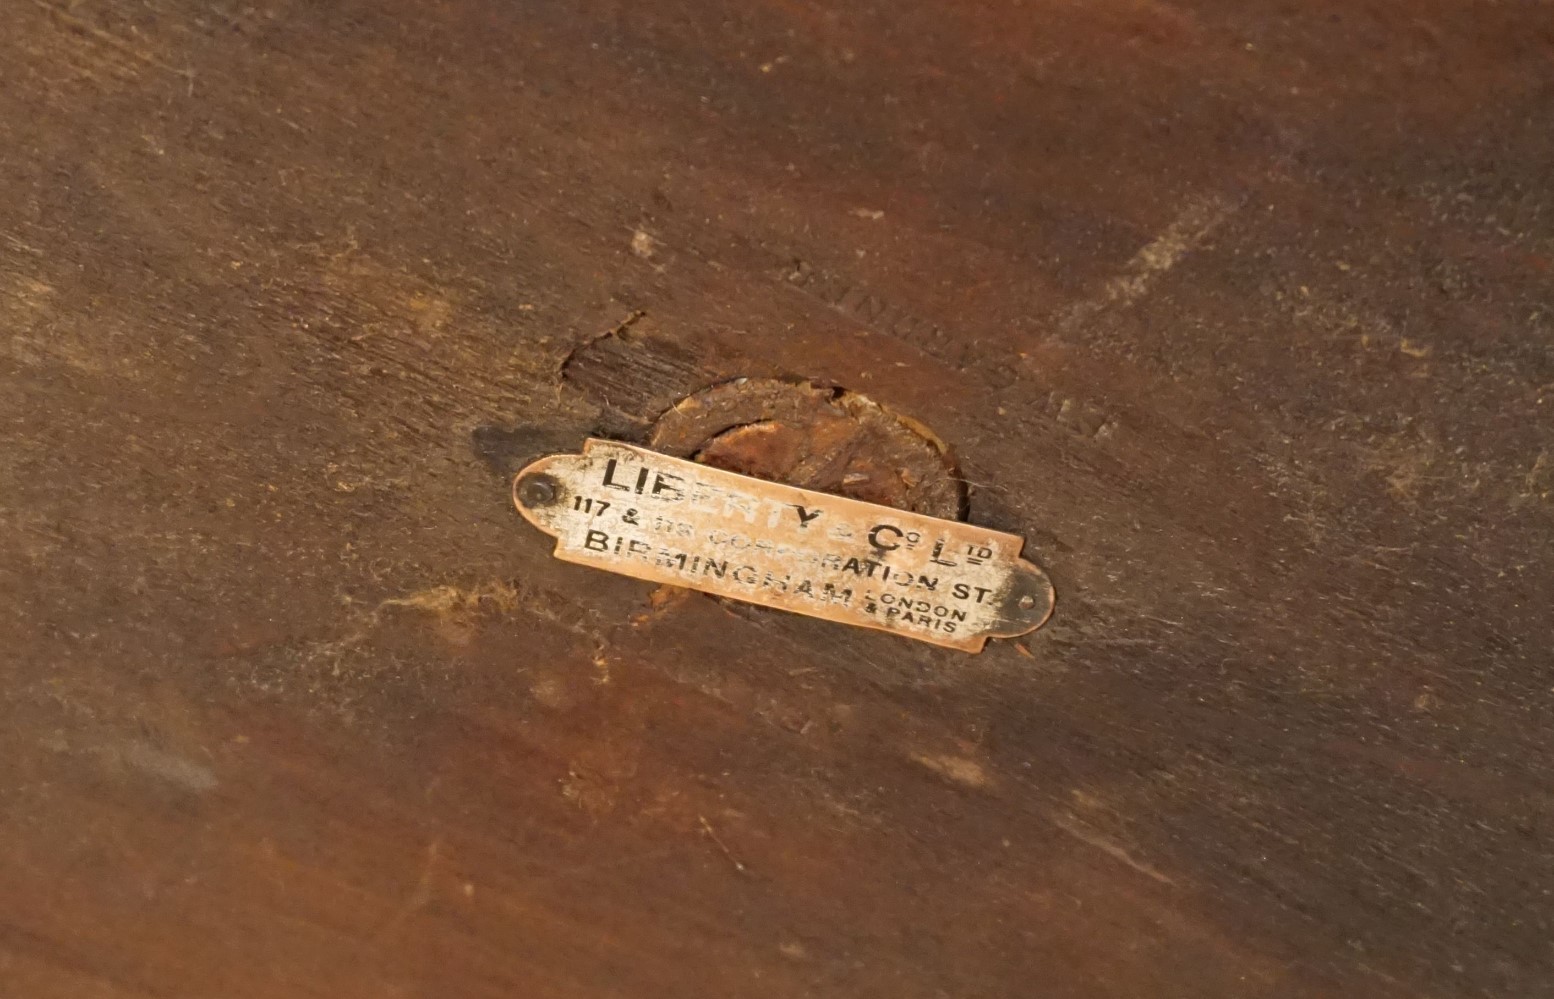 LIBERTY & Cº LTD
117 & 119 CORPORATION ST.
BIRMINGHAM LONDON
& PARIS